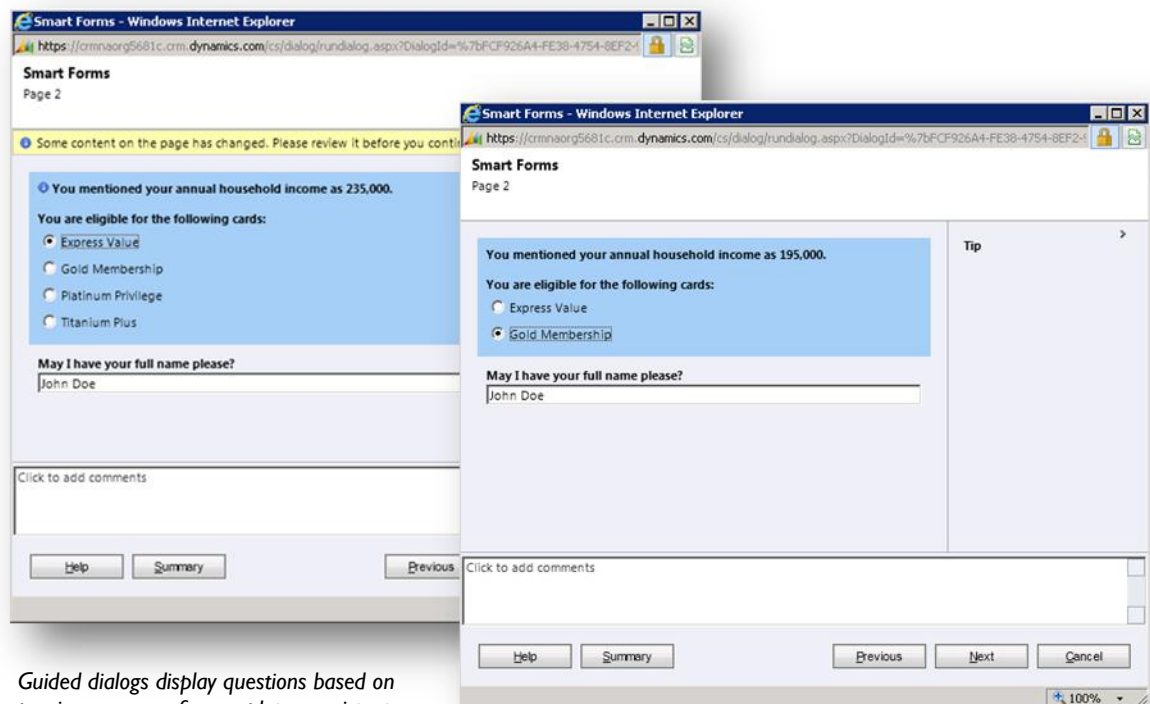 Smart Forms - Windows Internet Explorer
https://crmnaorg5681c.crm.dynamics.com/cs/dialog/rundialog.aspx?DialogId=%7bFCF926A4-FE38-4754-8EF2-
Smart Forms
Page 2
Some content on the page has changed. Please review it before you conti
You mentioned your annual household income as 235,000.
You are eligible for the following cards:
Express Value
Gold Membership
Platinum Privilege
Titanium Plus
May I have your full name please?
John Doe
Click to add comments
Help
Summary
Previous
Smart Forms - Windows Internet Explorer
https://crmnaorg5681c.crm.dynamics.com/cs/dialog/rundialog.aspx?DialogId=%7bFCF926A4-FE38-4754-8EF2-
Smart Forms
Page 2
You mentioned your annual household income as 195,000.
You are eligible for the following cards:
Express Value
Gold Membership
May I have your full name please?
John Doe
Tip
Click to add comments
Help
Summary
Previous
Next
Cancel
100%
Guided dialogs display questions based on